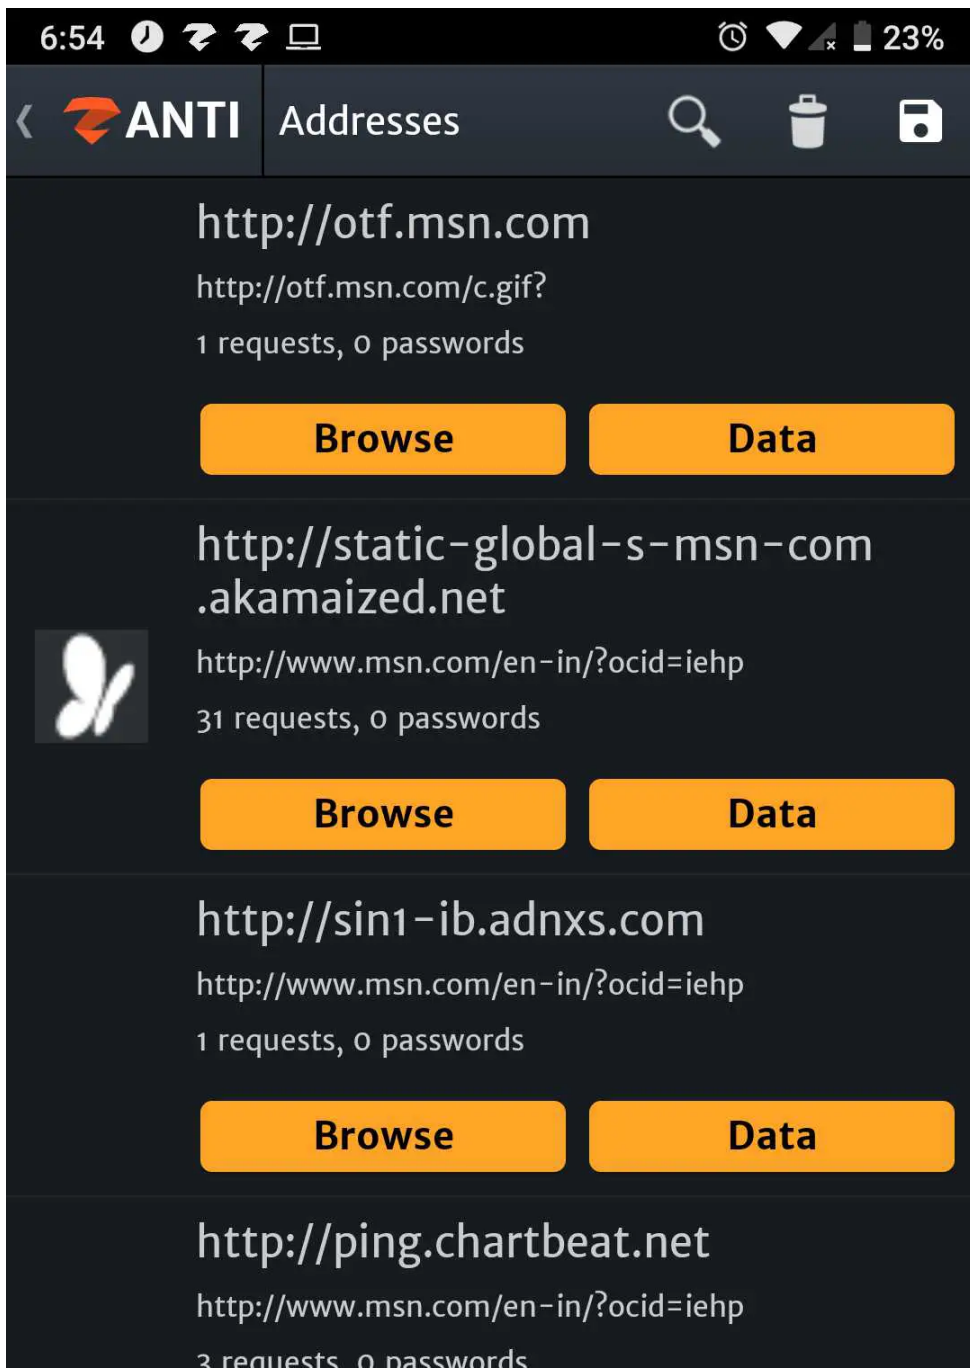 6:54 23%
ZANTI Addresses
http://otf.msn.com
http://otf.msn.com/c.gif?
1 requests, 0 passwords
Browse Data
http://static-global-s-msn-com
.akamaized.net
http://www.msn.com/en-in/?ocid=iehp
31 requests, 0 passwords
Browse Data
http://sin1-ib.adnxs.com
http://www.msn.com/en-in/?ocid=iehp
1 requests, 0 passwords
Browse Data
http://ping.chartbeat.net
http://www.msn.com/en-in/?ocid=iehp
3 requests, 0 passwords